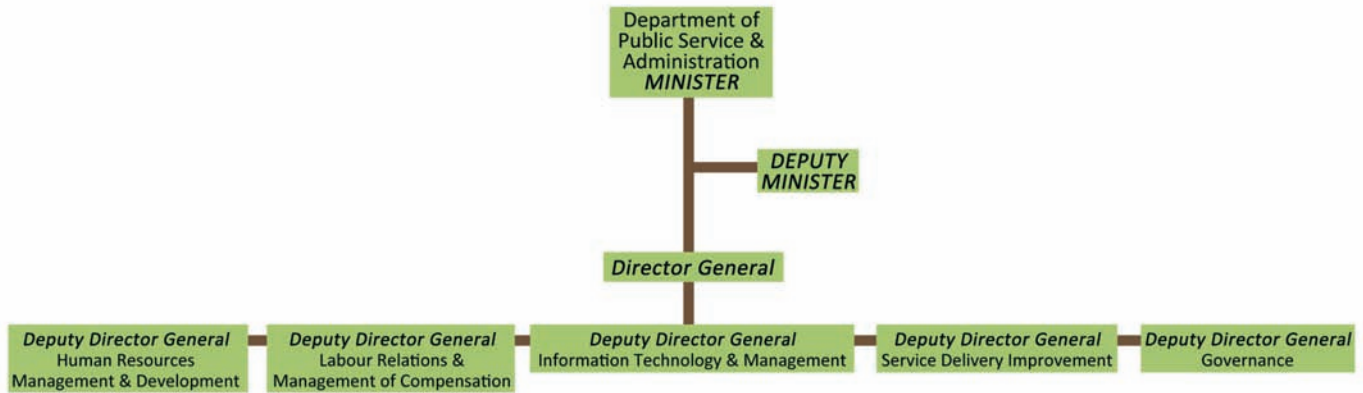 Department of
Public Service &
Administration
MINISTER
DEPUTY
MINISTER
Director General
Deputy Director General
Human Resources
Management & Development
Deputy Director General
Labour Relations &
Management of Compensation
Deputy Director General
Information Technology & Management
Deputy Director General
Service Delivery Improvement
Deputy Director General
Governance